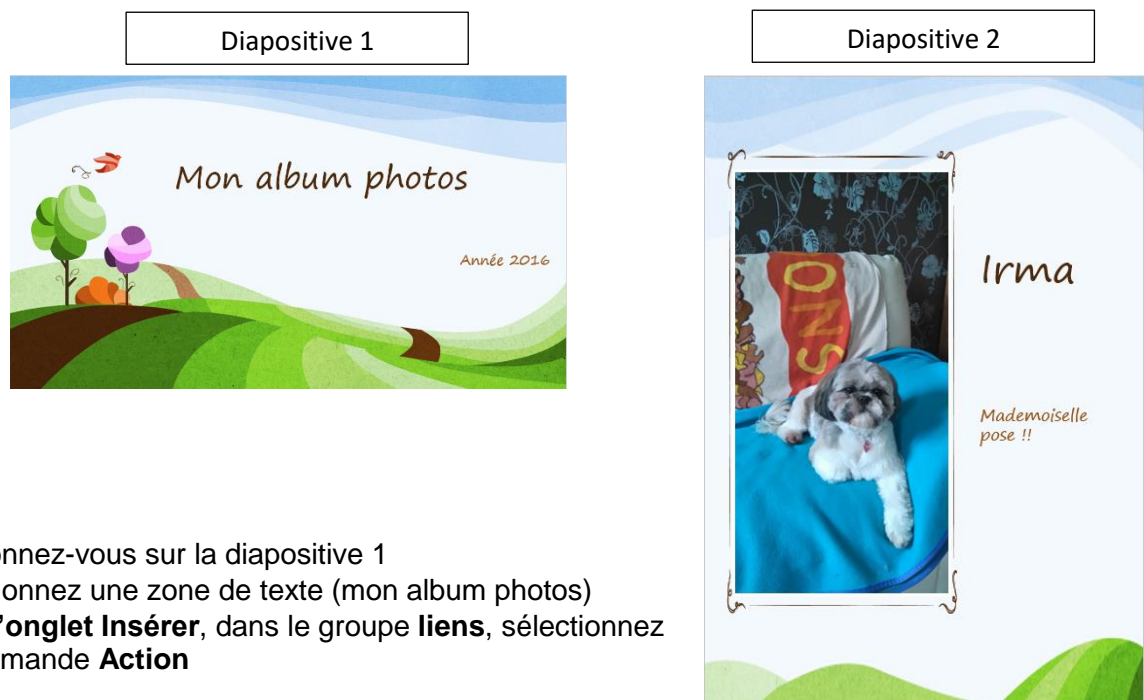 Diapositive 1
Mon album photos
Année 2016
Diapositive 2
ONS
Irma
Mademoiselle
pose !!
onnez-vous sur la diapositive 1
onnez une zone de texte (mon album photos)
’onglet Insérer, dans le groupe liens, sélectionnez
mande Action